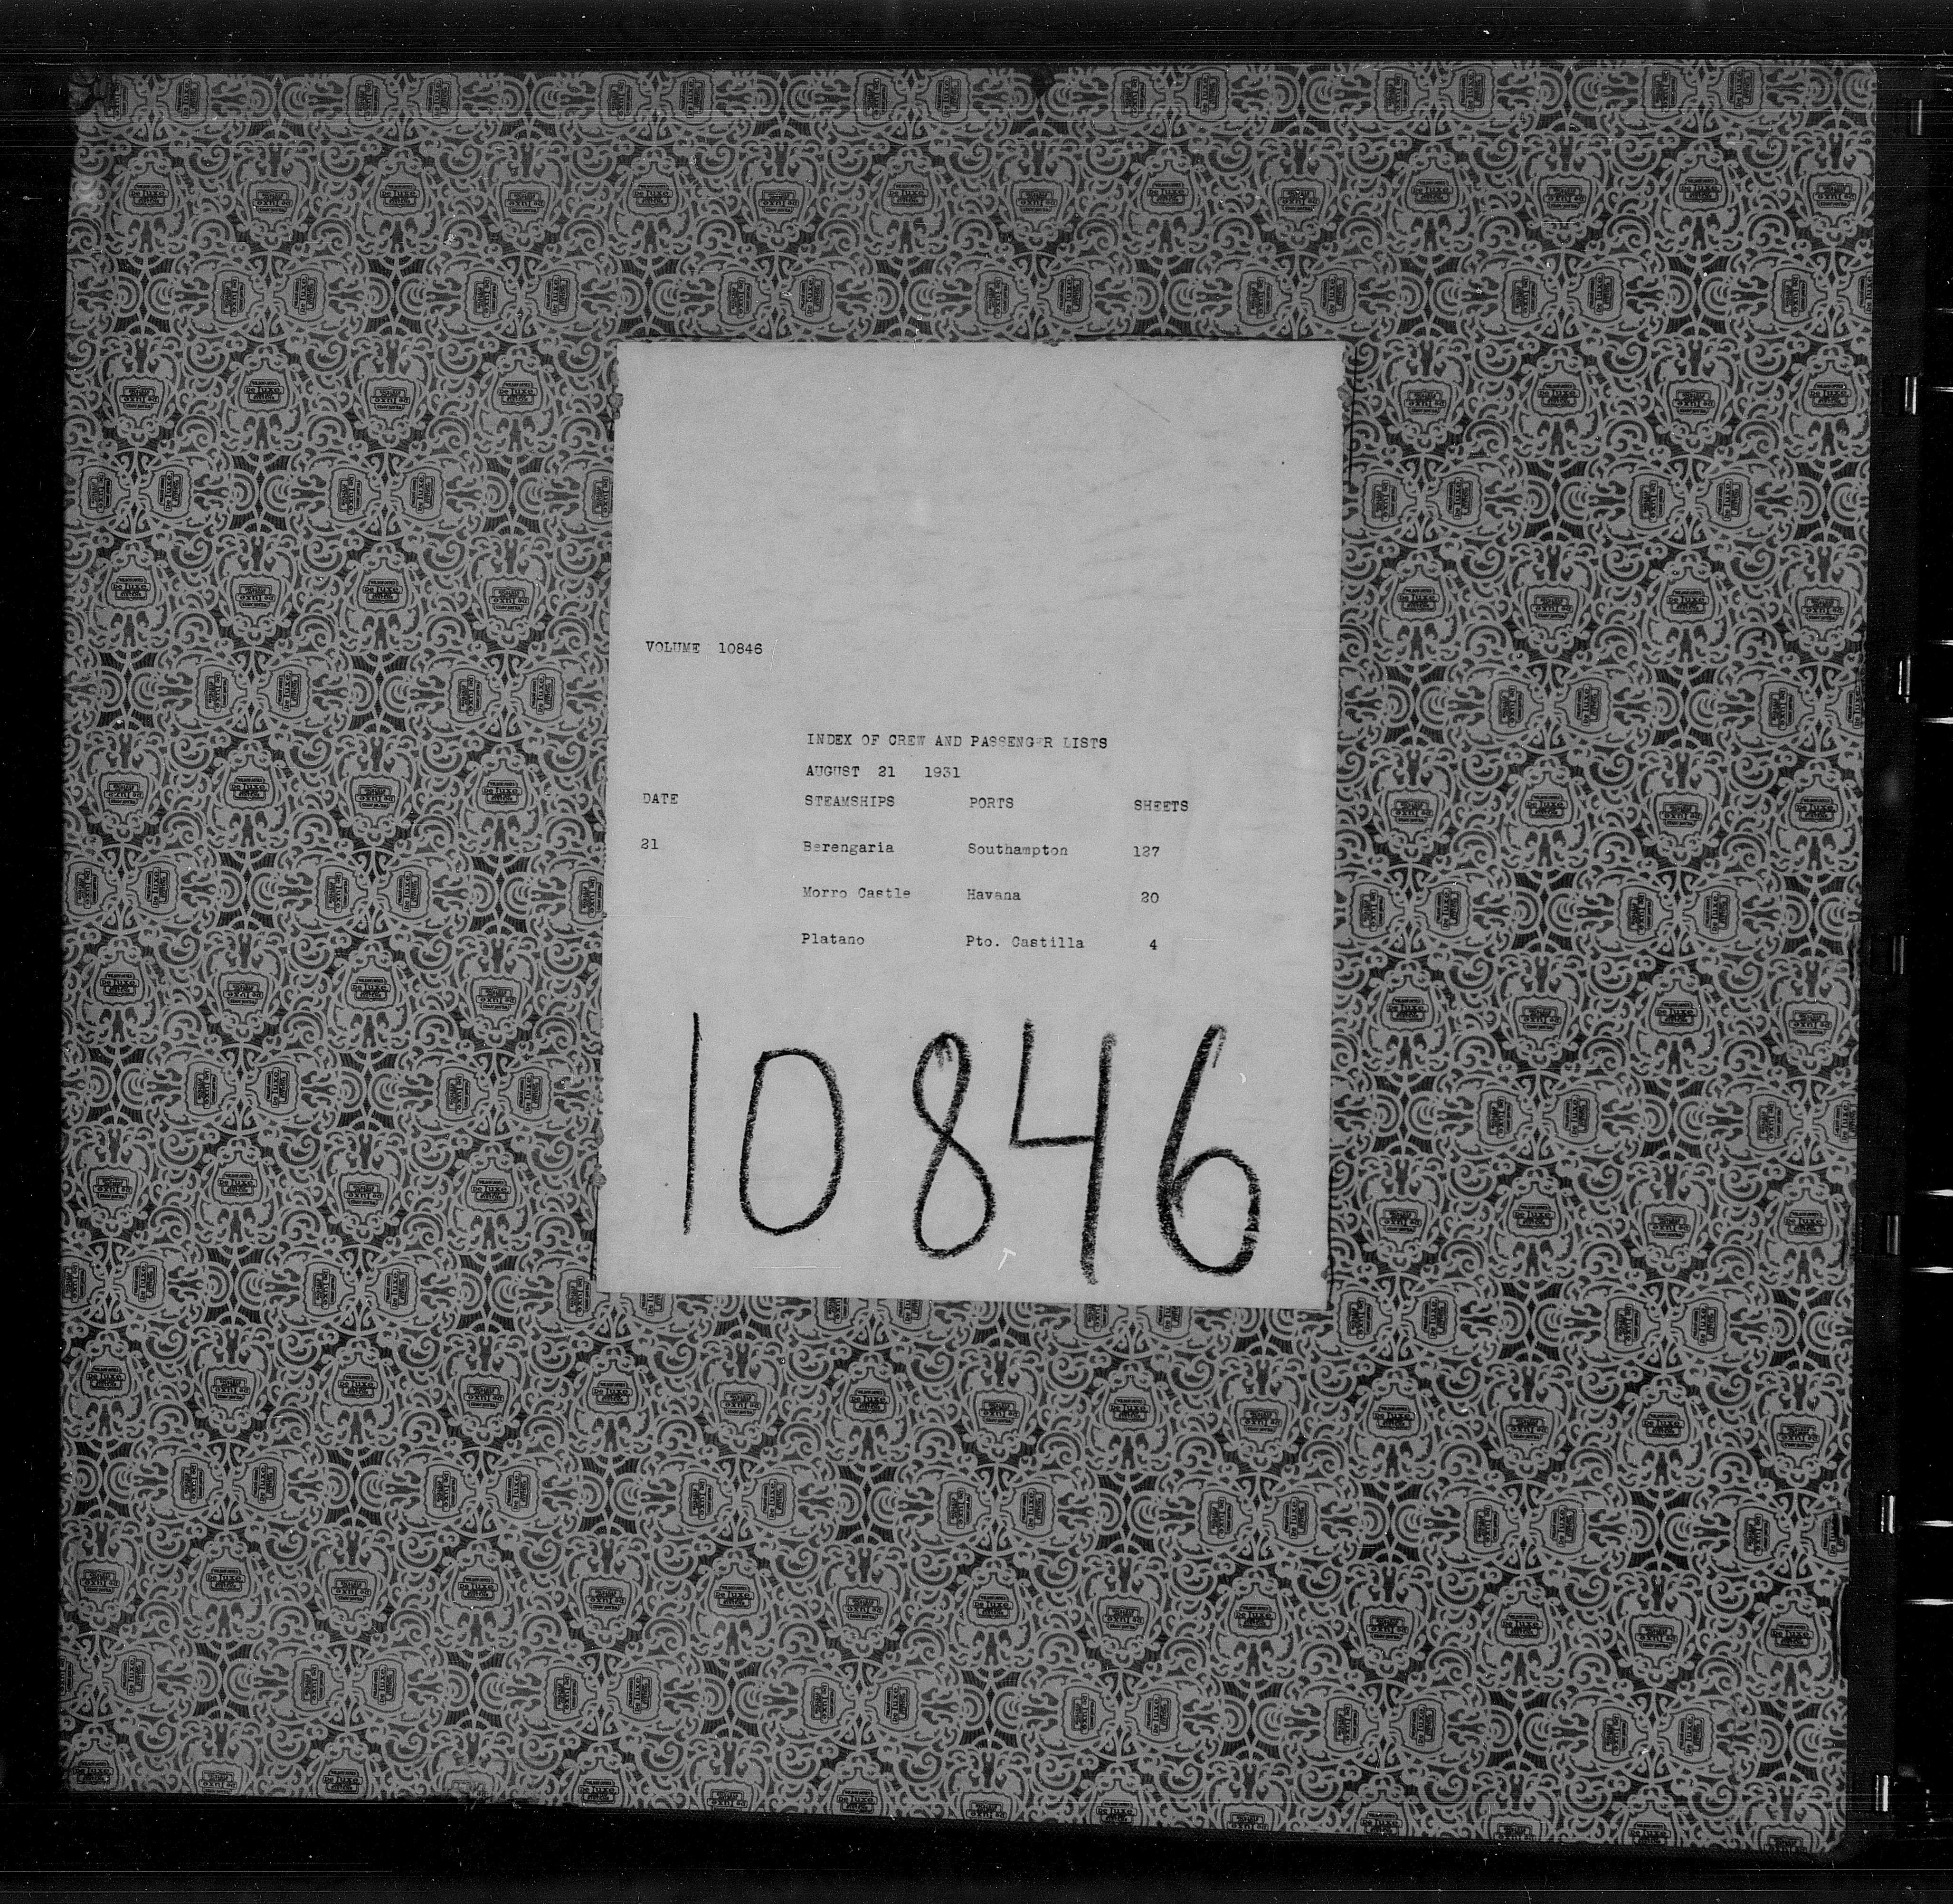 VOLUME 10846
INDEX OF CREW AND PASSENGER LISTS
AUGUST 21 1931
DATE STEAMSHIPS PORTS SHEETS
21 Berengaria Southampton 127
Morro Castle Havana 20
Platano Pto. Castilla 4
10846